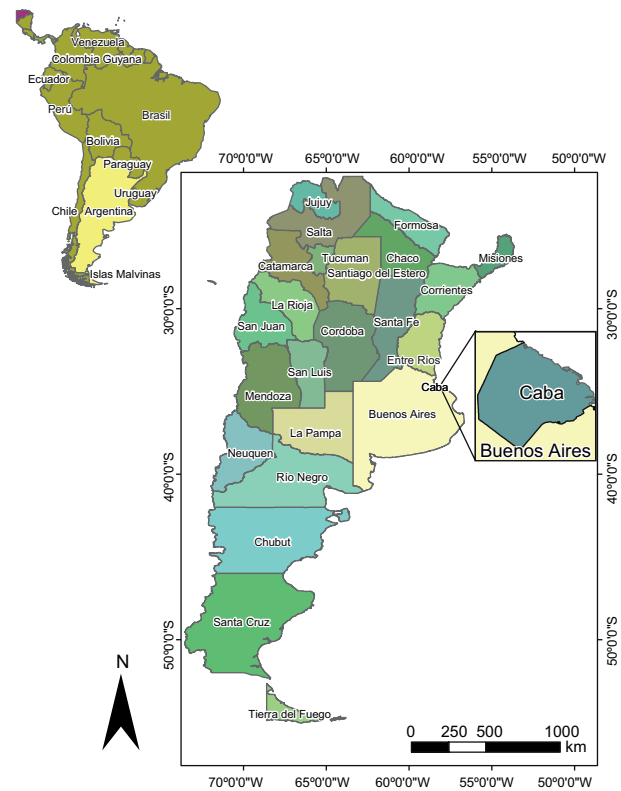 Venezuela
Colombia Guyana
Ecuador
Perú
Brasil
Bolivia
Paraguay
Uruguay
Chile Argentina
Islas Malvinas
70°0'0"W 65°0'0"W 60°0'0"W 55°0'0"W 50°0'0"W
Jujuy
Salta
Formosa
Catamarca
Tucuman
Chaco
Santiago del Estero
Misiones
Corrientes
La Rioja
30°0'0"S
30°0'0"S
San Juan
Cordoba
Santa Fe
Entre Rios
San Luis
Mendoza
Caba
Buenos Aires
Caba
Buenos Aires
La Pampa
Neuquen
Rio Negro
40°0'0"S
40°0'0"S
Chubut
Santa Cruz
50°0'0"S
50°0'0"S
N
Tierra del Fuego
0 250 500 1000
km
70°0'0"W 65°0'0"W 60°0'0"W 55°0'0"W 50°0'0"W